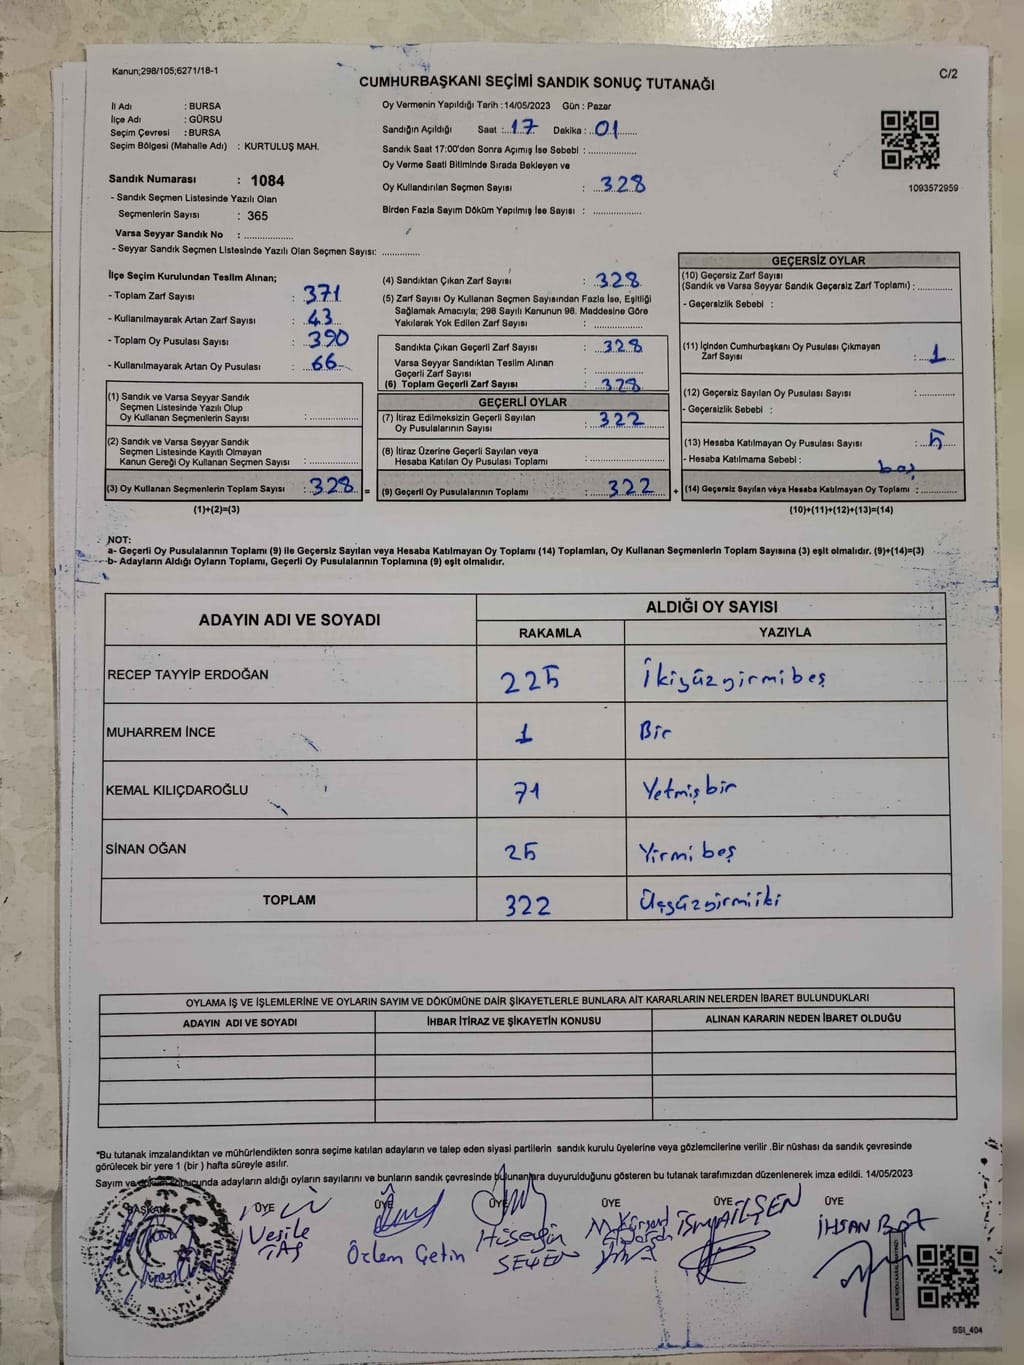 Kanun;298/105;6271/18-1
C/2
CUMHURBAŞKANI SEÇİMİ SANDIK SONUÇ TUTANAĞI
İl Adı : BURSA
İlçe Adı : GÜRSU
Seçim Çevresi : BURSA
Seçim Bölgesi (Mahalle Adı) : KURTULUŞ MAH.
Sandık Numarası : 1084
- Sandık Seçmen Listesinde Yazılı Olan
Seçmenlerin Sayısı : 365
Varsa Seyyar Sandık No : ..................
- Seyyar Sandık Seçmen Listesinde Yazılı Olan Seçmen Sayısı: ..............
Oy Vermenin Yapıldığı Tarih :14/05/2023 Gün : Pazar
Sandığın Açıldığı Saat : 17 Dakika : 01
Sandık Saat 17:00'den Sonra Açımış İse Sebebi : ..................
Oy Verme Saati Bitiminde Sırada Bekleyen ve
Oy Kullandırılan Seçmen Sayısı : 328
Birden Fazla Sayım Döküm Yapılmış İse Sayısı : ..................
1093572959
İlçe Seçim Kurulundan Teslim Alınan;
- Toplam Zarf Sayısı : 371
- Kullanılmayarak Artan Zarf Sayısı : 43
- Toplam Oy Pusulası Sayısı : 390
- Kullanılmayarak Artan Oy Pusulası : 66
(1) Sandık ve Varsa Seyyar Sandık
Seçmen Listesinde Yazılı Olup
Oy Kullanan Seçmenlerin Sayısı : ..................
(2) Sandık ve Varsa Seyyar Sandık
Seçmen Listesinde Kayıtlı Olmayan
Kanun Gereği Oy Kullanan Seçmen Sayısı : ..................
(3) Oy Kullanan Seçmenlerin Toplam Sayısı : 328 =
(1)+(2)=(3)
(4) Sandıktan Çıkan Zarf Sayısı : 328
(5) Zarf Sayısı Oy Kullanan Seçmen Sayısından Fazla İse, Eşitliği
Sağlamak Amacıyla; 298 Sayılı Kanunun 98. Maddesine Göre
Yakılarak Yok Edilen Zarf Sayısı : ..................
Sandıkta Çıkan Geçerli Zarf Sayısı : 328
Varsa Seyyar Sandıktan Teslim Alınan
Geçerli Zarf Sayısı : ..................
(6) Toplam Geçerli Zarf Sayısı : 328
GEÇERLİ OYLAR
(7) İtiraz Edilmeksizin Geçerli Sayılan
Oy Pusulalarının Sayısı : 322
(8) İtiraz Üzerine Geçerli Sayılan veya
Hesaba Katılan Oy Pusulası Toplamı : ..................
(9) Geçerli Oy Pusulalarının Toplamı : 322 +
GEÇERSİZ OYLAR
(10) Geçersiz Zarf Sayısı
(Sandık ve Varsa Seyyar Sandık Geçersiz Zarf Toplamı) : ............
- Geçersizlik Sebebi :
(11) İçinden Cumhurbaşkanı Oy Pusulası Çıkmayan
Zarf Sayısı : 1
(12) Geçersiz Sayılan Oy Pusulası Sayısı : ............
- Geçersizlik Sebebi :
(13) Hesaba Katılmayan Oy Pusulası Sayısı : 5
- Hesaba Katılmama Sebebi : boş
(14) Geçersiz Sayılan veya Hesaba Katılmayan Oy Toplamı : ............
(10)+(11)+(12)+(13)=(14)
NOT:
a- Geçerli Oy Pusulalarının Toplamı (9) ile Geçersiz Sayılan veya Hesaba Katılmayan Oy Toplamı (14) Toplamları, Oy Kullanan Seçmenlerin Toplam Sayısına (3) eşit olmalıdır. (9)+(14)=(3)
b- Adayların Aldığı Oyların Toplamı, Geçerli Oy Pusulalarının Toplamına (9) eşit olmalıdır.
ADAYIN ADI VE SOYADI ALDIĞI OY SAYISI
RAKAMLA YAZIYLA
RECEP TAYYİP ERDOĞAN 225 İkiyüzyirmibeş
MUHARREM İNCE 1 Bir
KEMAL KILIÇDAROĞLU 71 Yetmişbir
SİNAN OĞAN 25 Yirmibeş
TOPLAM 322 Üçyüzyirmiiki
OYLAMA İŞ VE İŞLEMLERİNE VE OYLARIN SAYIM VE DÖKÜMÜNE DAİR ŞİKAYETLERLE BUNLARA AİT KARARLARIN NELERDEN İBARET BULUNDUKLARI
ADAYIN ADI VE SOYADI İHBAR İTİRAZ VE ŞİKAYETİN KONUSU ALINAN KARARIN NEDEN İBARET OLDUĞU
*Bu tutanak imzalandıktan ve mühürlendikten sonra seçime katılan adayların ve talep eden siyasi partilerin sandık kurulu üyelerine veya gözlemcilerine verilir .Bir nüshası da sandık çevresinde
görülecek bir yere 1 (bir ) hafta süreyle asılır.
Sayım ve döküm sonucunda adayların aldığı oyların sayılarını ve bunların sandık çevresinde bulunanlara duyurulduğunu gösteren bu tutanak tarafımızdan düzenlenerek imza edildi. 14/05/2023
BAŞKAN ÜYE ÜYE ÜYE ÜYE ÜYE ÜYE
Vesile TAŞ
Özlem Çetin
Hüseyin SEYEN
İHSAN
SSI_404